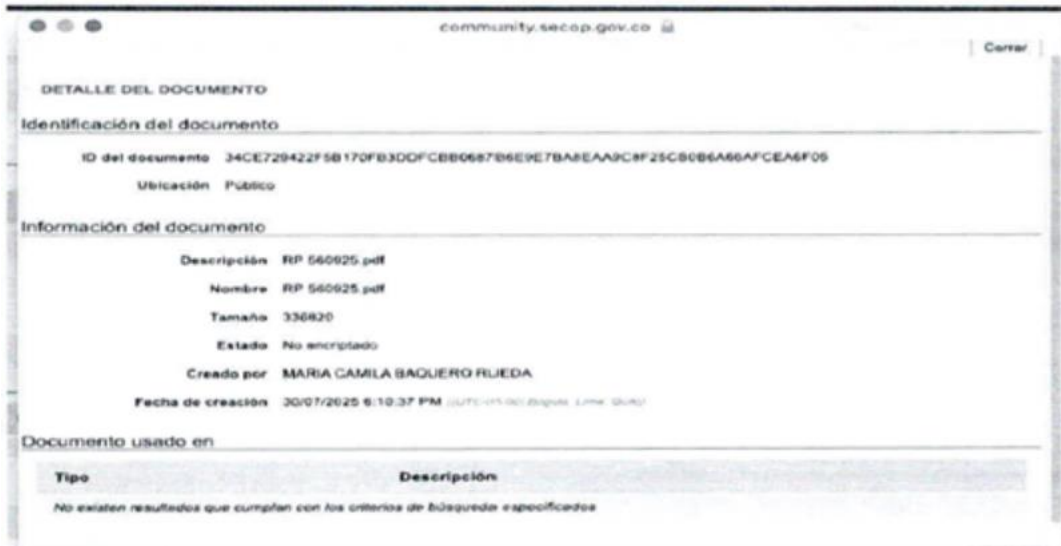 community.secop.gov.co
Cerrar
DETALLE DEL DOCUMENTO
Identificación del documento
ID del documento
Ubicación Público
Información del documento
Descripción RP 560925.pdf
Nombre RP 560925.pdf
Tamaño 336820
Estado No encriptado
Creado por MARIA CAMILA BAQUERO RUEDA
Fecha de creación 30/07/2025 6:10:37 PM
Documento usado en
Tipo Descripción
No existen resultados que cumplan con los criterios de búsqueda especificados